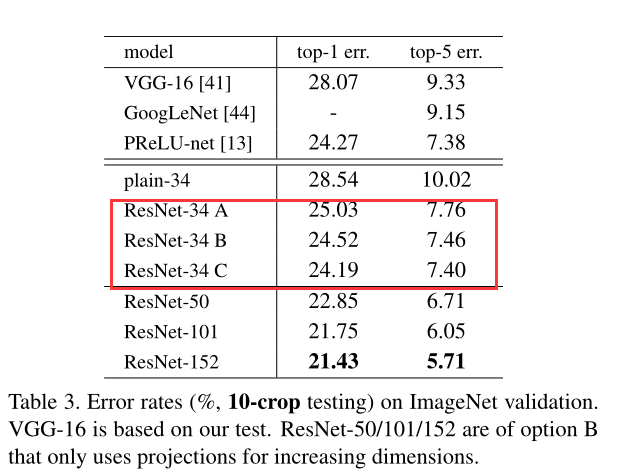 model top-1 err. top-5 err.
VGG-16 [41] 28.07 9.33
GoogLeNet [44] - 9.15
PReLU-net [13] 24.27 7.38
plain-34 28.54 10.02
ResNet-34 A 25.03 7.76
ResNet-34 B 24.52 7.46
ResNet-34 C 24.19 7.40
ResNet-50 22.85 6.71
ResNet-101 21.75 6.05
ResNet-152 21.43 5.71
Table 3. Error rates (%, 10-crop testing) on ImageNet validation.
VGG-16 is based on our test. ResNet-50/101/152 are of option B
that only uses projections for increasing dimensions.